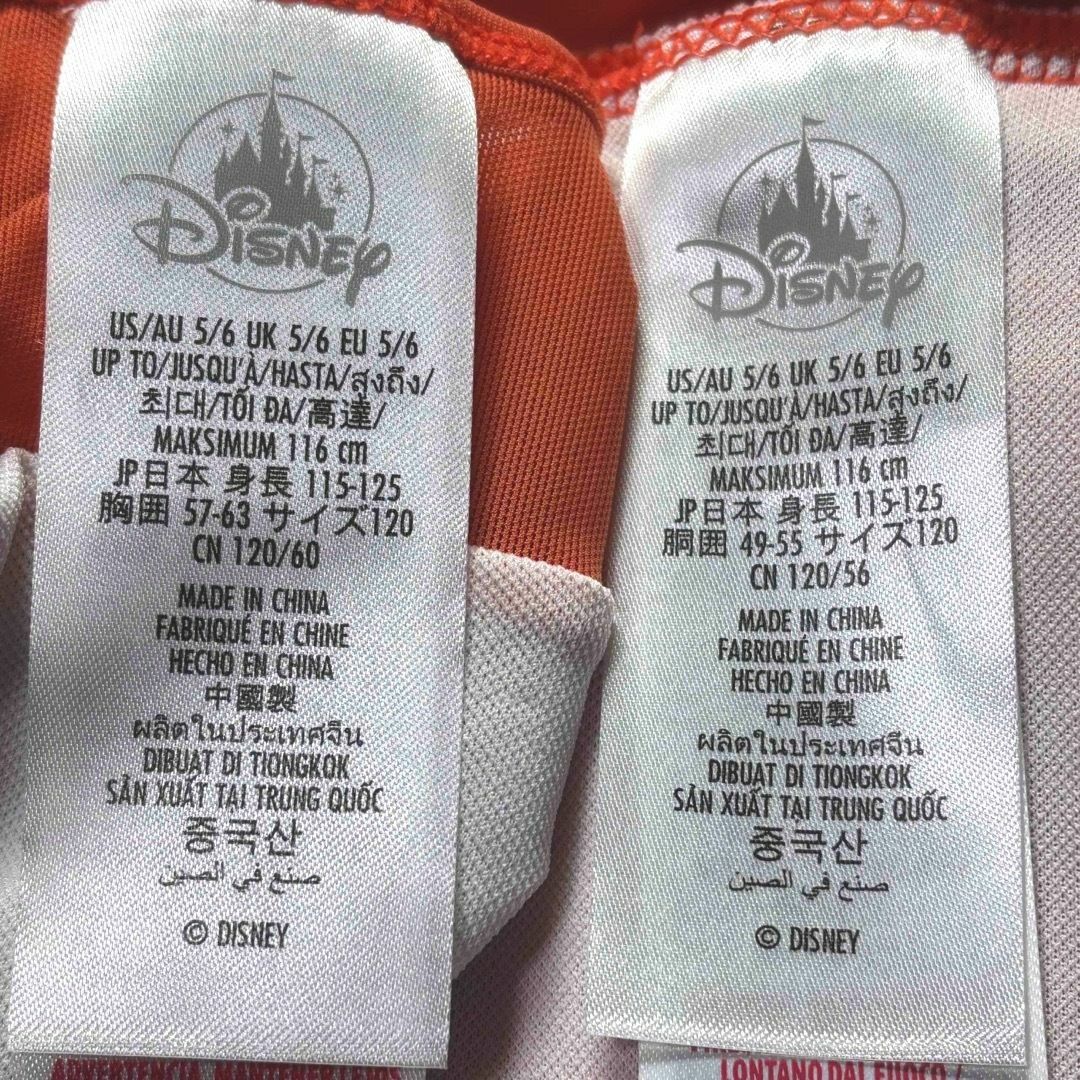 DISNEY
US/AU 5/6 UK 5/6 EU 5/6
UP TO/JUSQU'À/HASTA/สูงถึง/
최대/TỐI ĐA/高達/
MAKSIMUM 116 cm
JP日本 身長 115-125
胸囲 57-63 サイズ120
CN 120/60
MADE IN CHINA
FABRIQUÉ EN CHINE
HECHO EN CHINA
中國製
ผลิตในประเทศจีน
DIBUAT DI TIONGKOK
SẢN XUẤT TẠI TRUNG QUỐC
중국산
صنع في الصين
© DISNEY
ADVERTENCIA, MANTENER
DISNEY
US/AU 5/6 UK 5/6 EU 5/6
UP TO/JUSQU'À/HASTA/สูงถึง/
최대/TỐI ĐA/高達/
MAKSIMUM 116 cm
JP日本 身長 115-125
胴囲 49-55 サイズ120
CN 120/56
MADE IN CHINA
FABRIQUÉ EN CHINE
HECHO EN CHINA
中國製
ผลิตในประเทศจีน
DIBUAT DI TIONGKOK
SẢN XUẤT TẠI TRUNG QUỐC
중국산
صنع في الصين
© DISNEY
LONTANO DAL FUOCO /